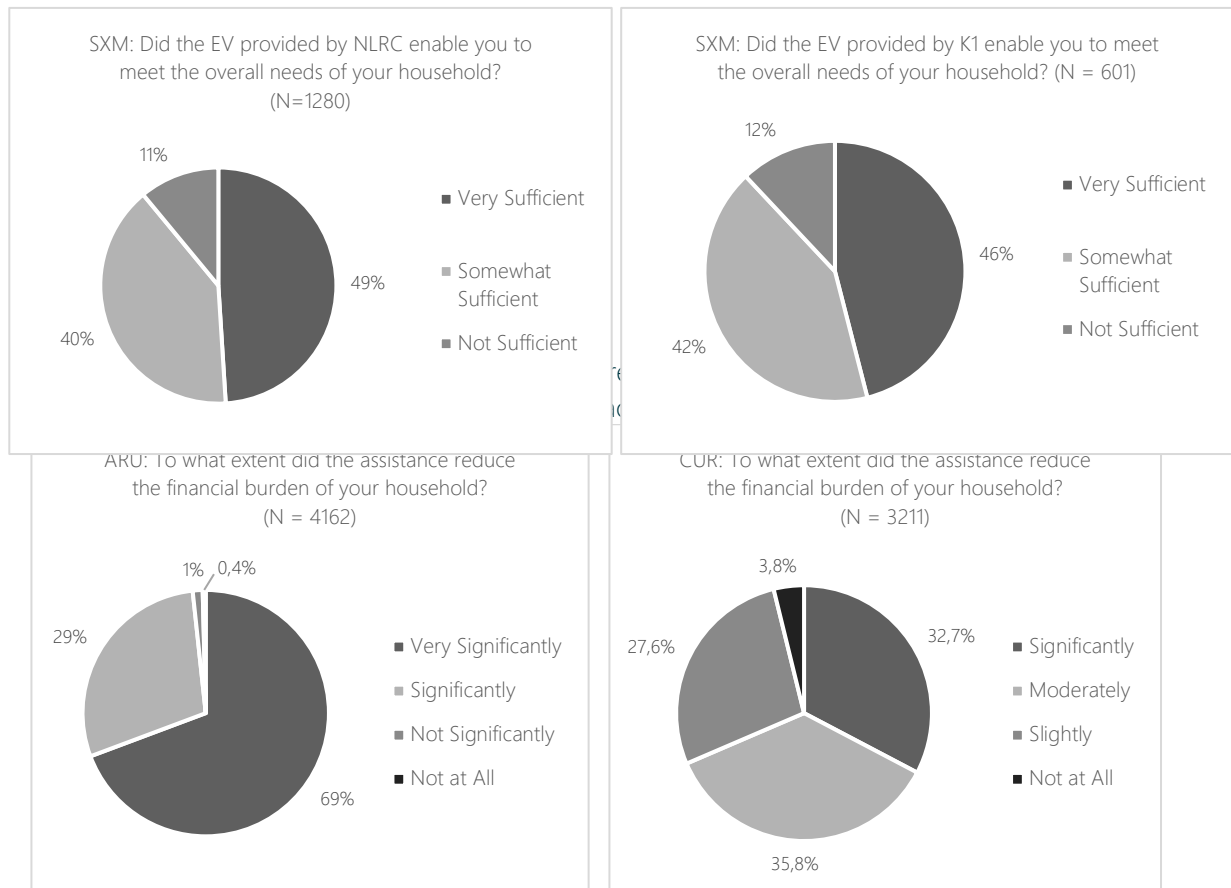 SXM: Did the EV provided by NLRC enable you to
meet the overall needs of your household?
(N=1280)
11%
49%
40%
Very Sufficient
Somewhat
Sufficient
Not Sufficient
SXM: Did the EV provided by K1 enable you to meet
the overall needs of your household? (N = 601)
12%
46%
42%
Very Sufficient
Somewhat
Sufficient
Not Sufficient
ARU: To what extent did the assistance reduce
the financial burden of your household?
(N = 4162)
1% 0,4%
29%
69%
Very Significantly
Significantly
Not Significantly
Not at All
CUR: To what extent did the assistance reduce
the financial burden of your household?
(N = 3211)
3,8%
27,6%
32,7%
35,8%
Significantly
Moderately
Slightly
Not at All